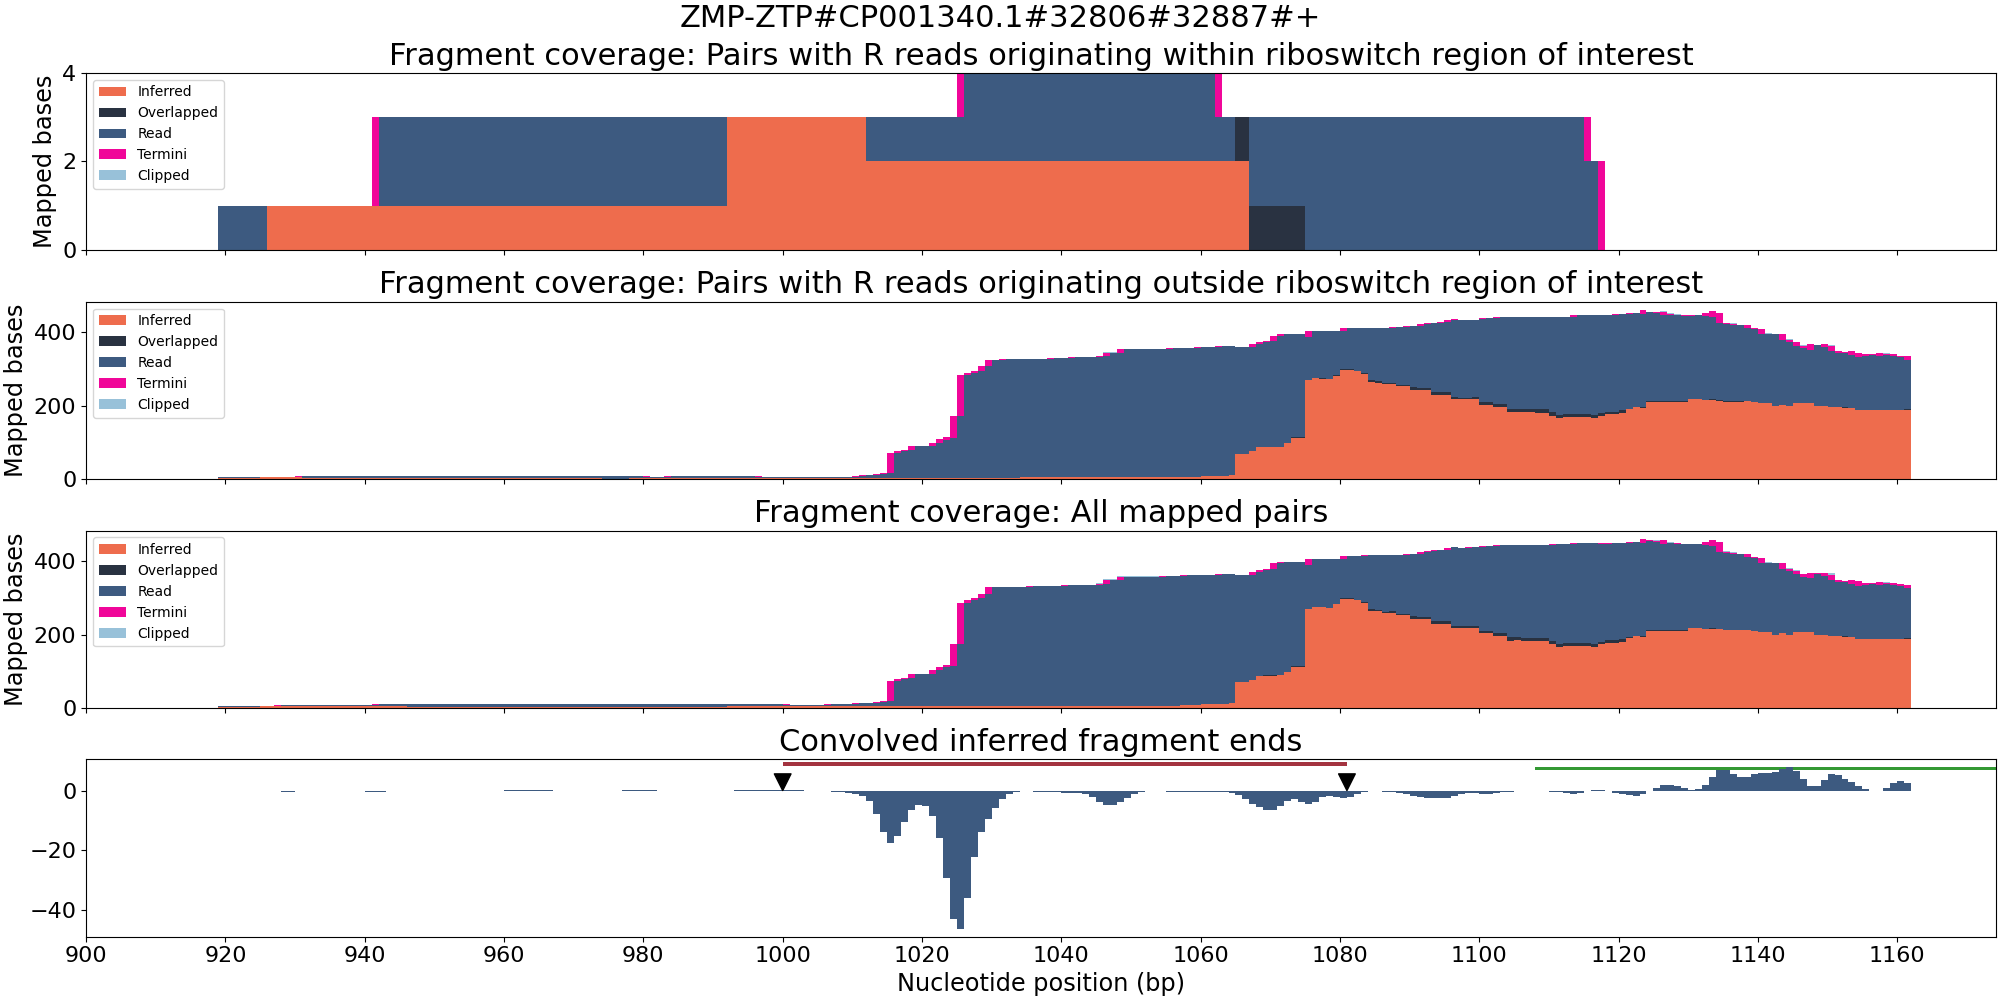 ZMP-ZTP#CP001340.1#32806#32887#+
Fragment coverage: Pairs with R reads originating within riboswitch region of interest
Mapped bases
4
2
0
Inferred
Overlapped
Read
Termini
Clipped
Fragment coverage: Pairs with R reads originating outside riboswitch region of interest
Mapped bases
400
200
0
Inferred
Overlapped
Read
Termini
Clipped
Fragment coverage: All mapped pairs
Mapped bases
400
200
0
Inferred
Overlapped
Read
Termini
Clipped
Convolved inferred fragment ends
0
−20
−40
900 920 940 960 980 1000 1020 1040 1060 1080 1100 1120 1140 1160
Nucleotide position (bp)